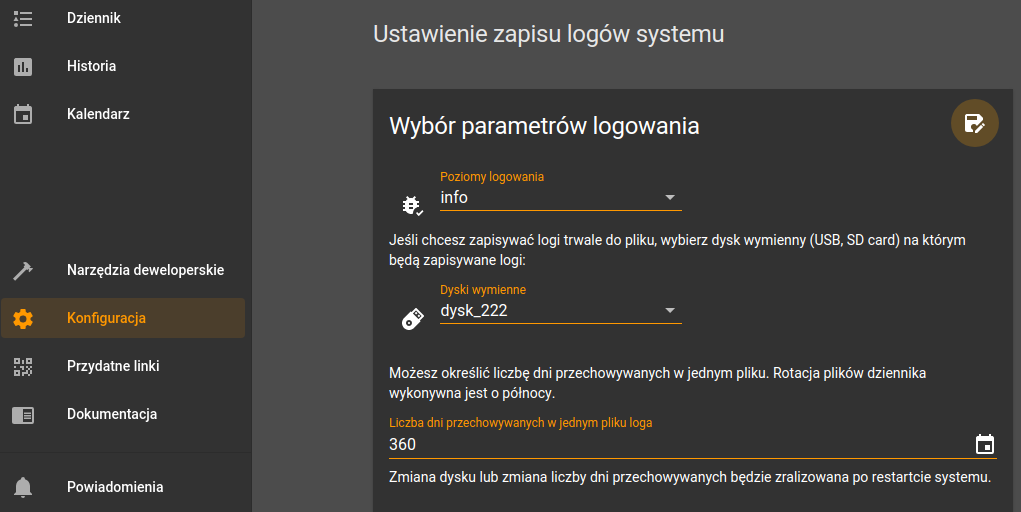 Dziennik
Historia
Kalendarz
Narzędzia deweloperskie
Konfiguracja
Przydatne linki
Dokumentacja
Powiadomienia
Ustawienie zapisu logów systemu
Wybór parametrów logowania
Poziomy logowania
info
Jeśli chcesz zapisywać logi trwale do pliku, wybierz dysk wymienny (USB, SD card) na którym
będą zapisywane logi:
Dyski wymienne
dysk_222
Możesz określić liczbę dni przechowywanych w jednym pliku. Rotacja plików dziennika
wykonywna jest o północy.
Liczba dni przechowywanych w jednym pliku loga
360
Zmiana dysku lub zmiana liczby dni przechowywanych będzie zralizowana po restartcie systemu.